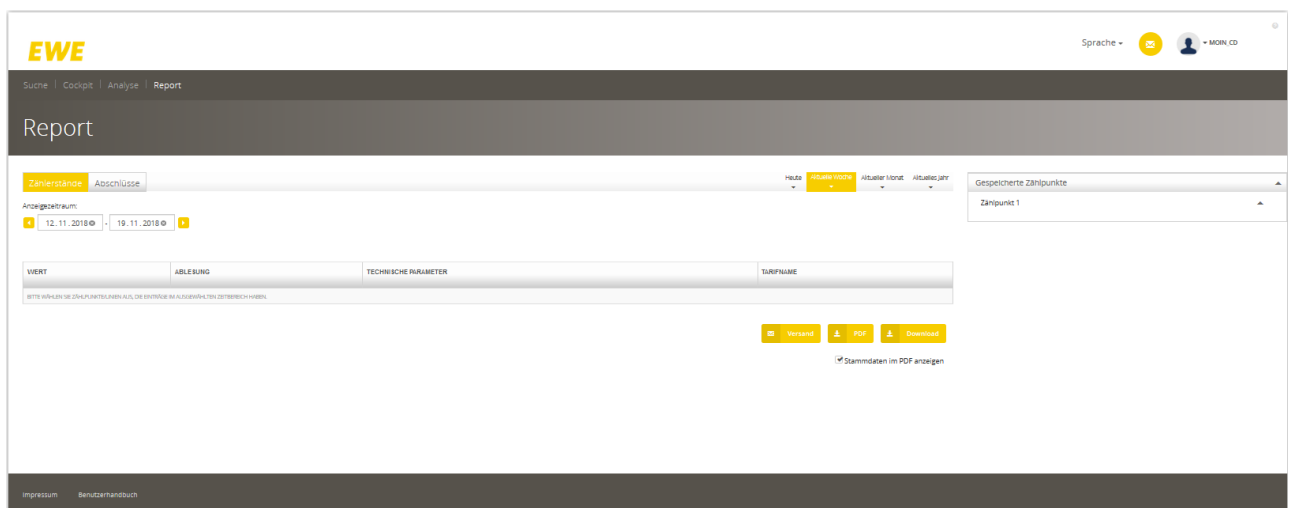 EWE
Sprache
MOIN_CD
Suche | Cockpit | Analyse | Report
Report
Zählerstände Abschlüsse
Heute Aktuelle Woche Aktueller Monat Aktuelles Jahr
Gespeicherte Zählpunkte
Zählpunkt 1
Anzeigezeitraum:
12.11.2018 - 19.11.2018
WERT ABLESUNG TECHNISCHE PARAMETER TARIFNAME
BITTE WÄHLEN SIE ZÄHLPUNKTE/LINIEN AUS, DIE EINTRÄGE IM AUSGEWÄHLTEN ZEITBEREICH HABEN.
Versand PDF Download
Stammdaten im PDF anzeigen
Impressum Benutzerhandbuch